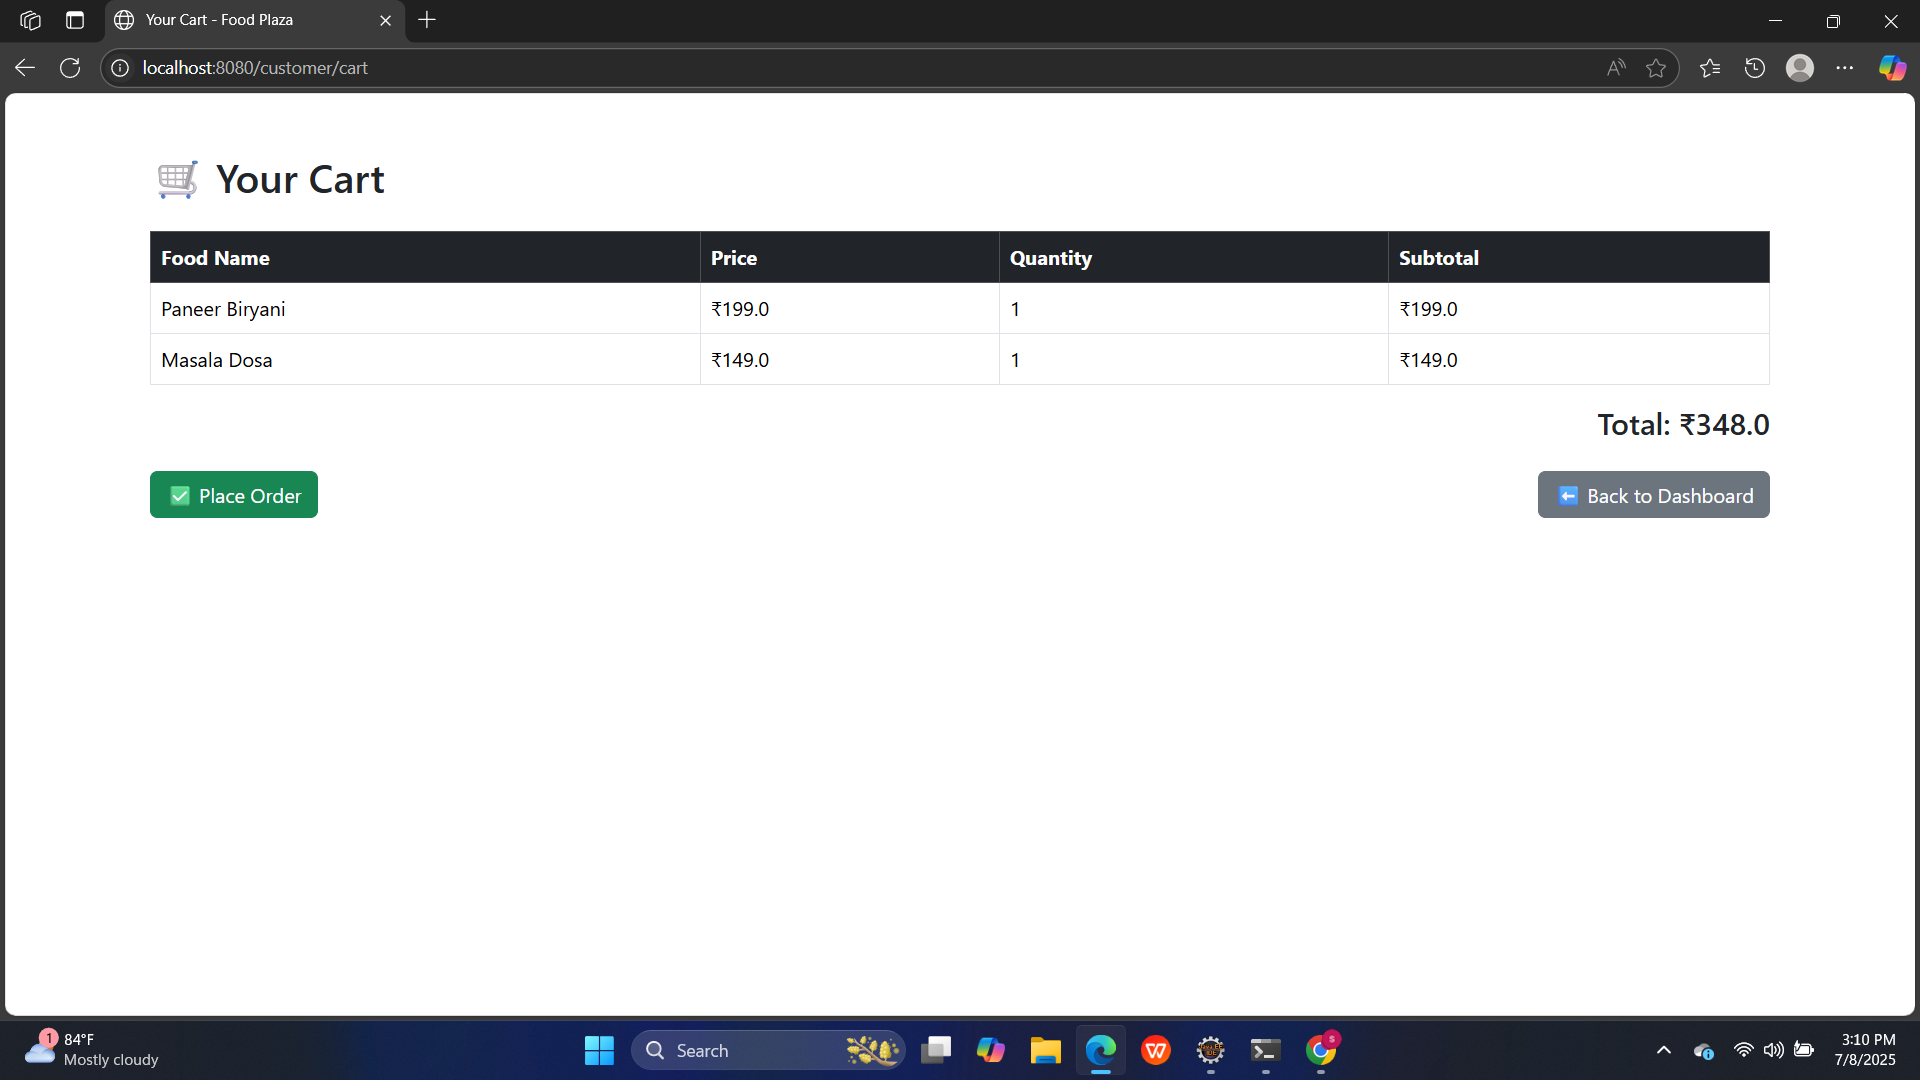 Your Cart - Food Plaza
localhost:8080/customer/cart
Your Cart
Food Name Price Quantity Subtotal
Paneer Biryani ₹199.0 1 ₹199.0
Masala Dosa ₹149.0 1 ₹149.0
Total: ₹348.0
Place Order Back to Dashboard
1 84°F
Mostly cloudy
Search
3:10 PM
7/8/2025